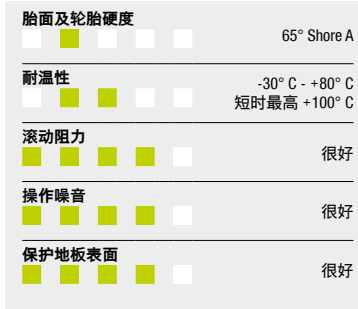 胎面及轮胎硬度
65° Shore A
耐温性
-30° C - +80° C
短时最高 +100° C
滚动阻力
很好
操作噪音
很好
保护地板表面
很好